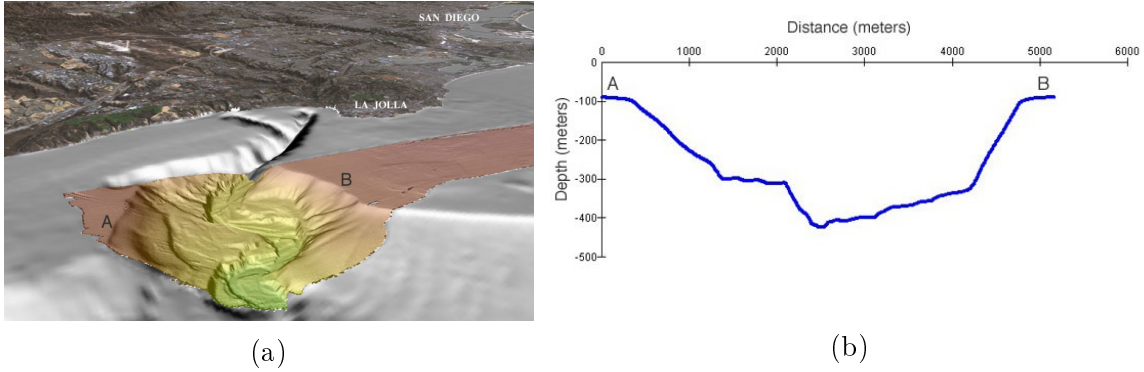 SAN DIEGO
LA JOLLA
A
B
(a)
Distance (meters)
0 1000 2000 3000 4000 5000 6000
0
-100
-200
-300
-400
-500
Depth (meters)
A
B
(b)